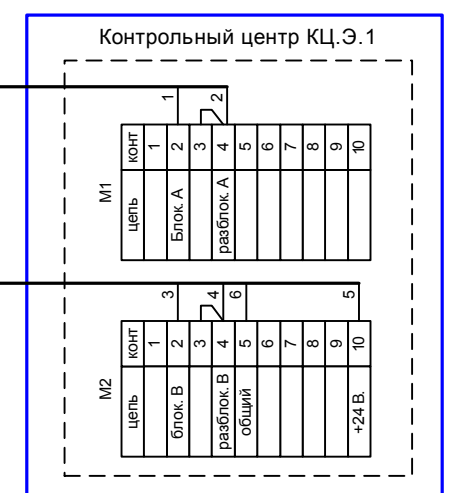 Контрольный центр КЦ.Э.1
1
2
М1
конт
1
2
3
4
5
6
7
8
9
10
цепь
Блок. А
разблок. А
3
4
6
5
М2
конт
1
2
3
4
5
6
7
8
9
10
цепь
блок. В
разблок. В
общий
+24 В.